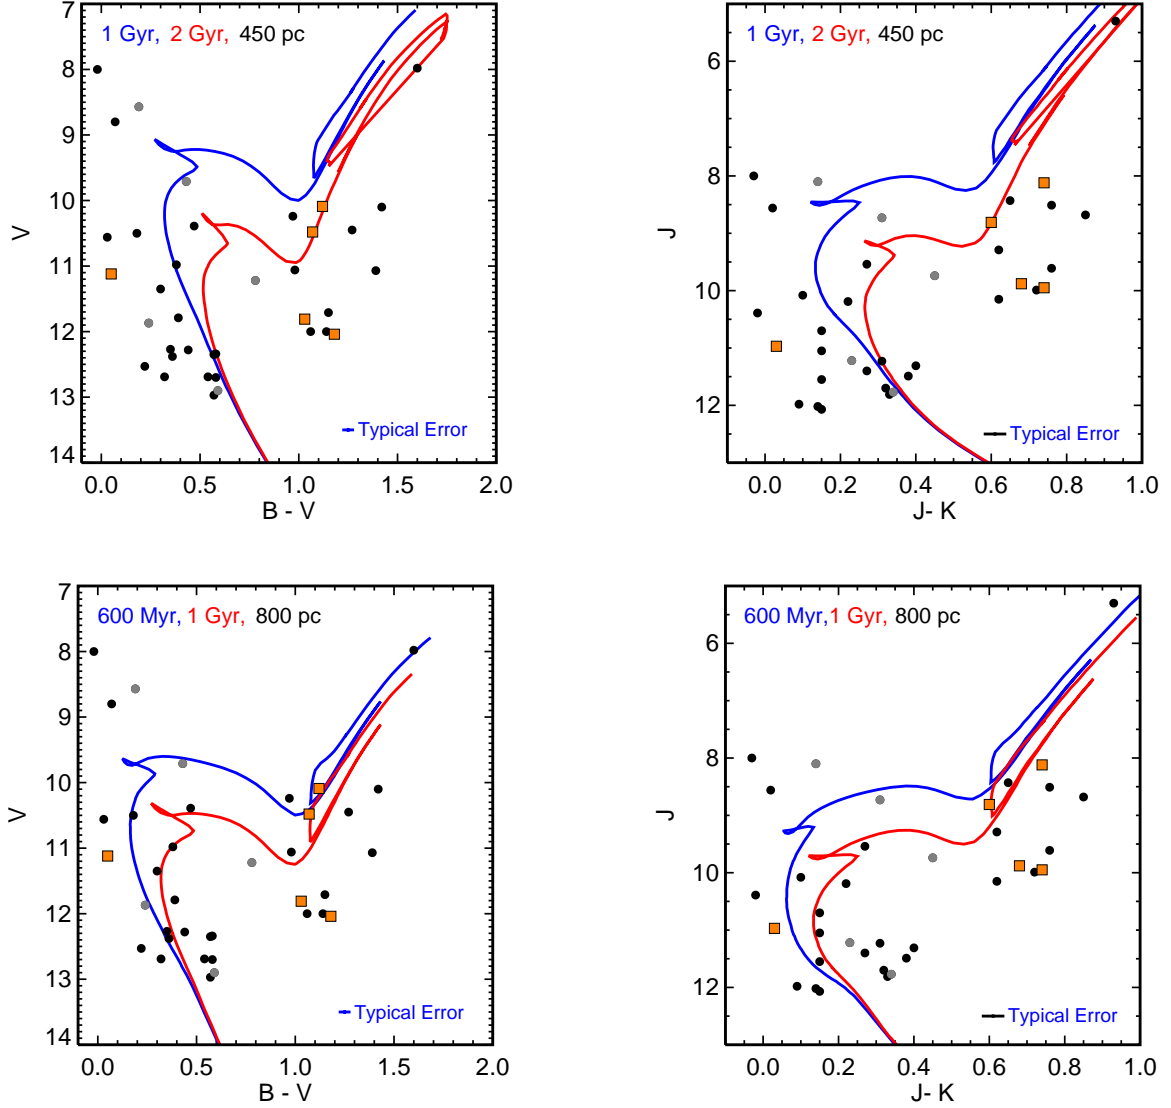 7
8
9
10
11
12
13
14
V
1 Gyr, 2 Gyr, 450 pc
Typical Error
0.0 0.5 1.0 1.5 2.0
B - V
6
8
10
12
J
1 Gyr, 2 Gyr, 450 pc
Typical Error
0.0 0.2 0.4 0.6 0.8 1.0
J- K
7
8
9
10
11
12
13
14
V
600 Myr, 1 Gyr, 800 pc
Typical Error
0.0 0.5 1.0 1.5 2.0
B - V
6
8
10
12
J
600 Myr,1 Gyr, 800 pc
Typical Error
0.0 0.2 0.4 0.6 0.8 1.0
J- K